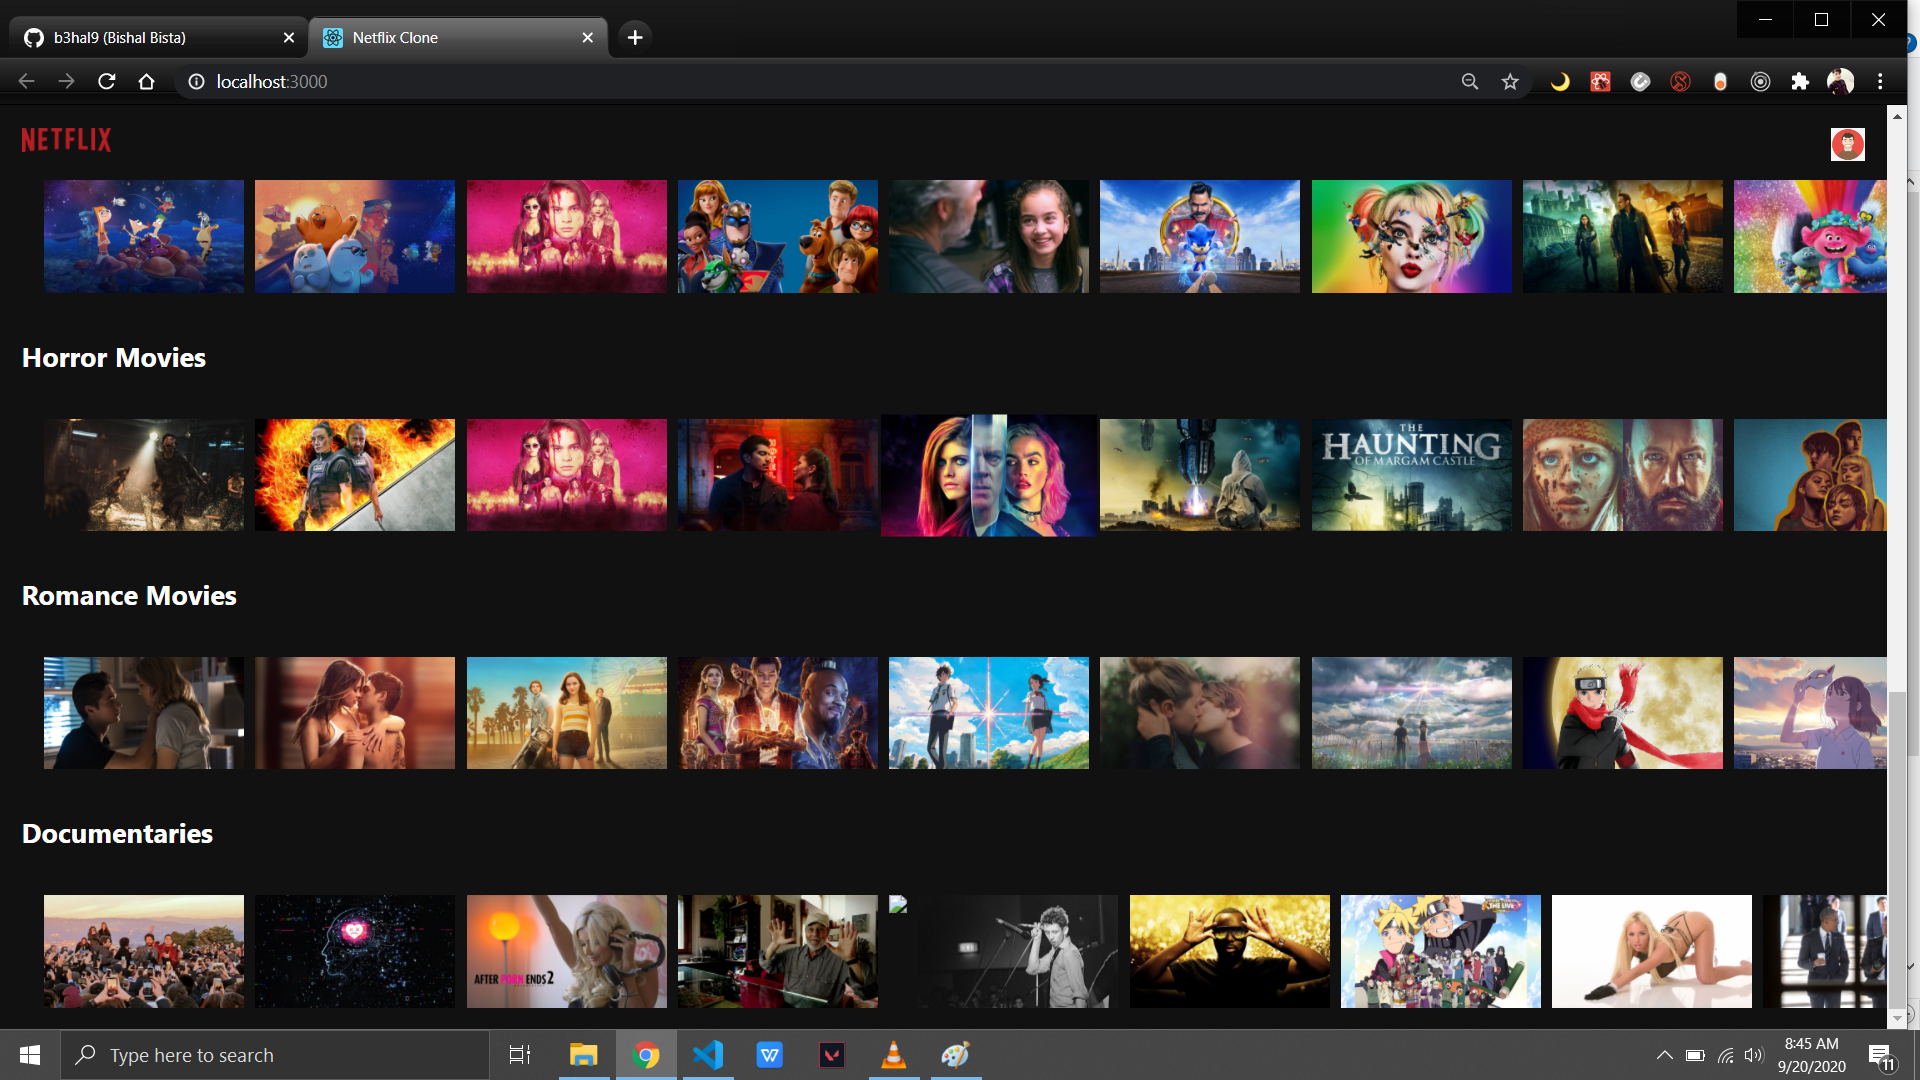 b3hal9 (Bishal Bista)
Netflix Clone
localhost:3000
NETFLIX
Horror Movies
THE
HAUNTING
OF MARGAM CASTLE
Romance Movies
Documentaries
AFTER PORN ENDS 2
Type here to search
8:45 AM
9/20/2020
11